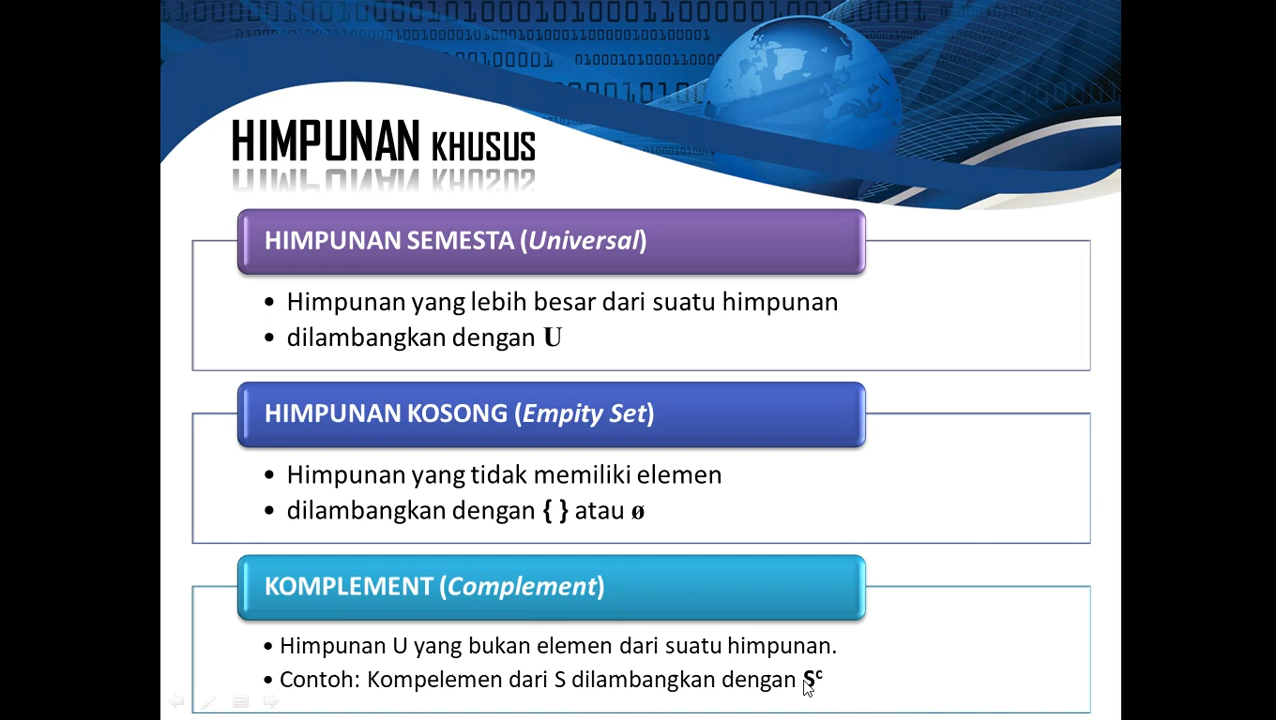 HIMPUNAN KHUSUS
HIMPUNAN SEMESTA (Universal)
• Himpunan yang lebih besar dari suatu himpunan
• dilambangkan dengan U
HIMPUNAN KOSONG (Empity Set)
• Himpunan yang tidak memiliki elemen
• dilambangkan dengan { } atau ø
KOMPLEMENT (Complement)
• Himpunan U yang bukan elemen dari suatu himpunan.
• Contoh: Kompelemen dari S dilambangkan dengan Sᶜ